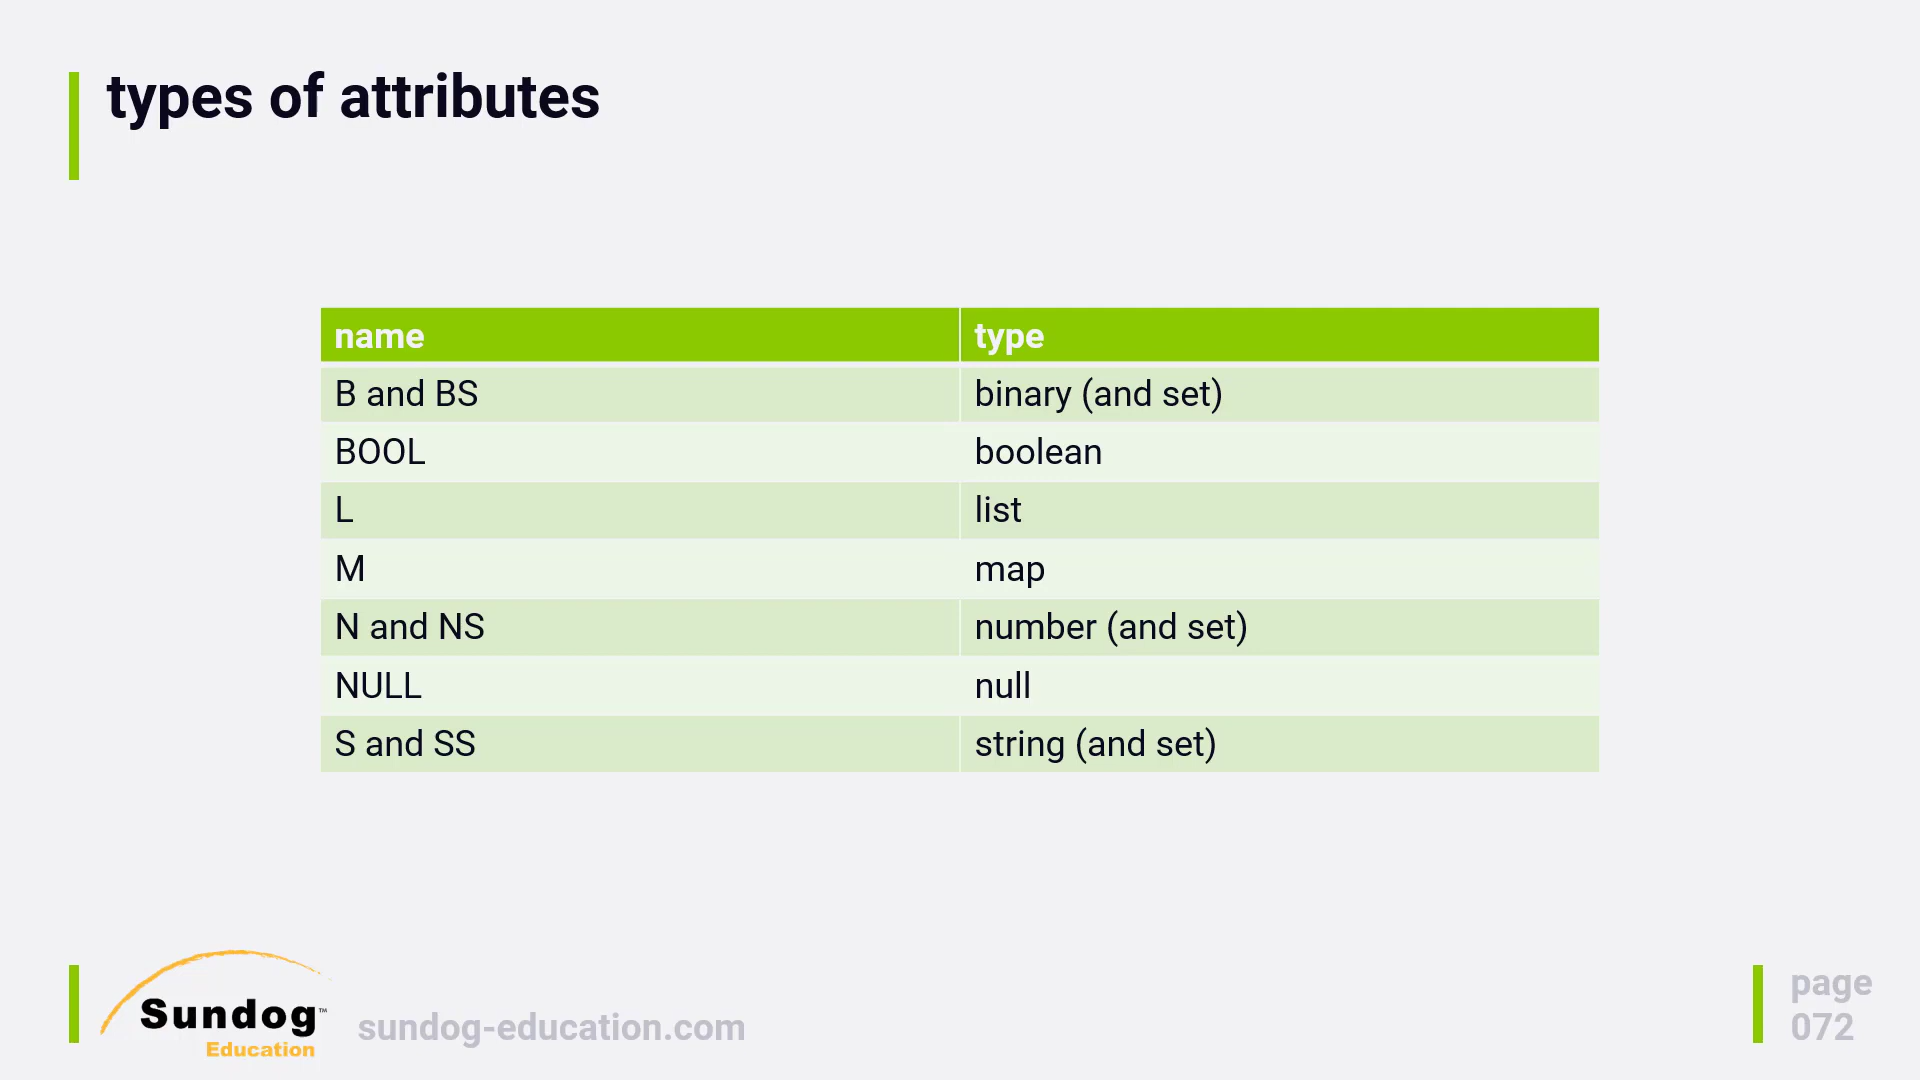 types of attributes
name type
B and BS binary (and set)
BOOL boolean
L list
M map
N and NS number (and set)
NULL null
S and SS string (and set)
Sundog™
Education
sundog-education.com
page
072